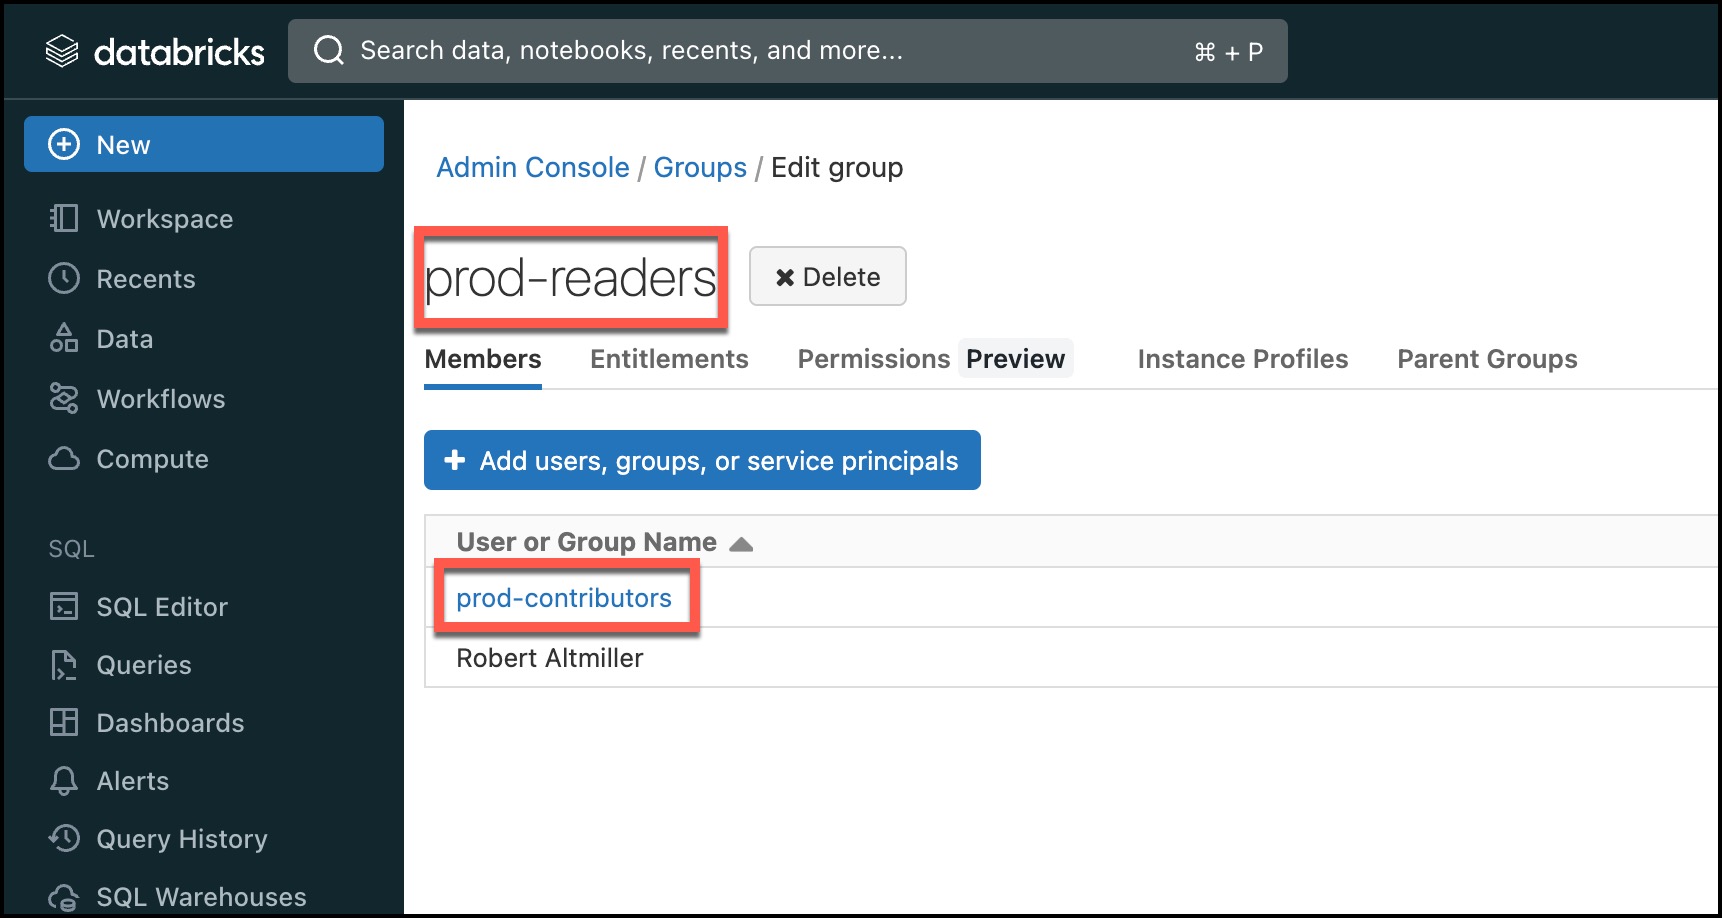 databricks
Search data, notebooks, recents, and more... ⌘ + P
New
Workspace
Recents
Data
Workflows
Compute
SQL
SQL Editor
Queries
Dashboards
Alerts
Query History
SQL Warehouses
Admin Console / Groups / Edit group
prod-readers
Delete
Members Entitlements Permissions Preview Instance Profiles Parent Groups
+ Add users, groups, or service principals
User or Group Name
prod-contributors
Robert Altmiller